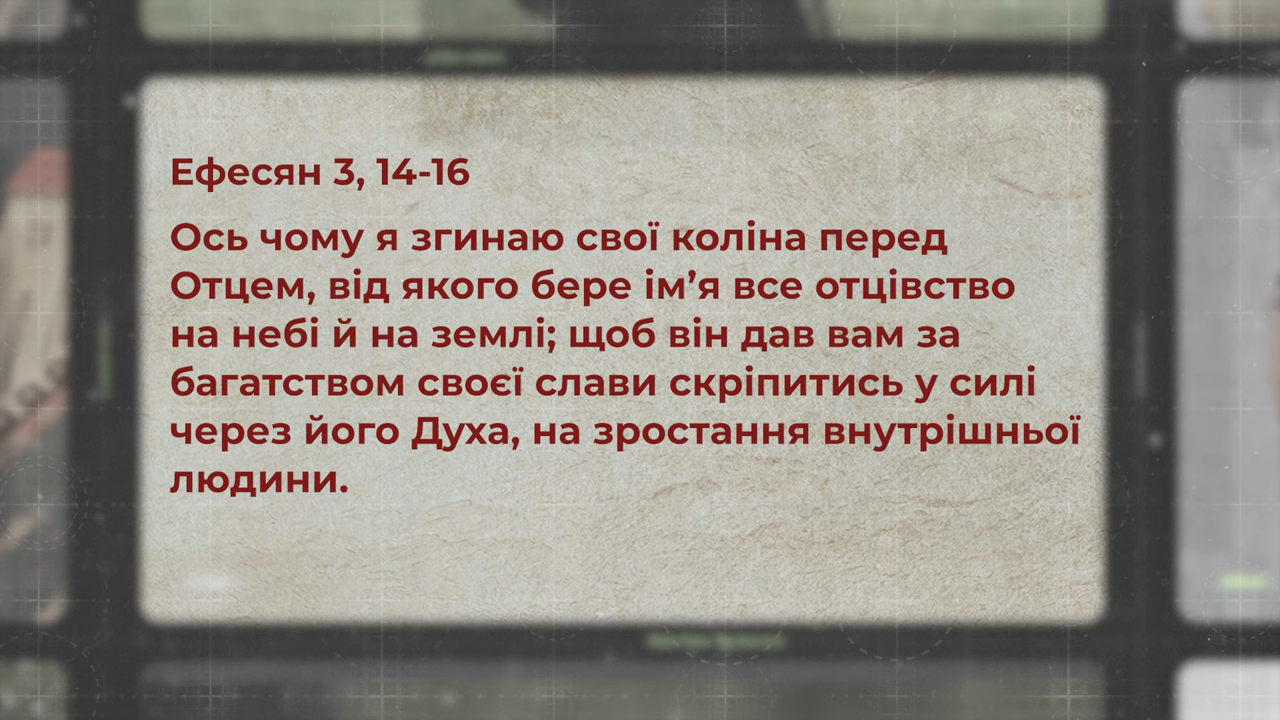 Ефесян 3, 14-16
Ось чому я згинаю свої коліна перед
Отцем, від якого бере ім’я все отцівство
на небі й на землі; щоб він дав вам за
багатством своєї слави скріпитись у силі
через його Духа, на зростання внутрішньої
людини.